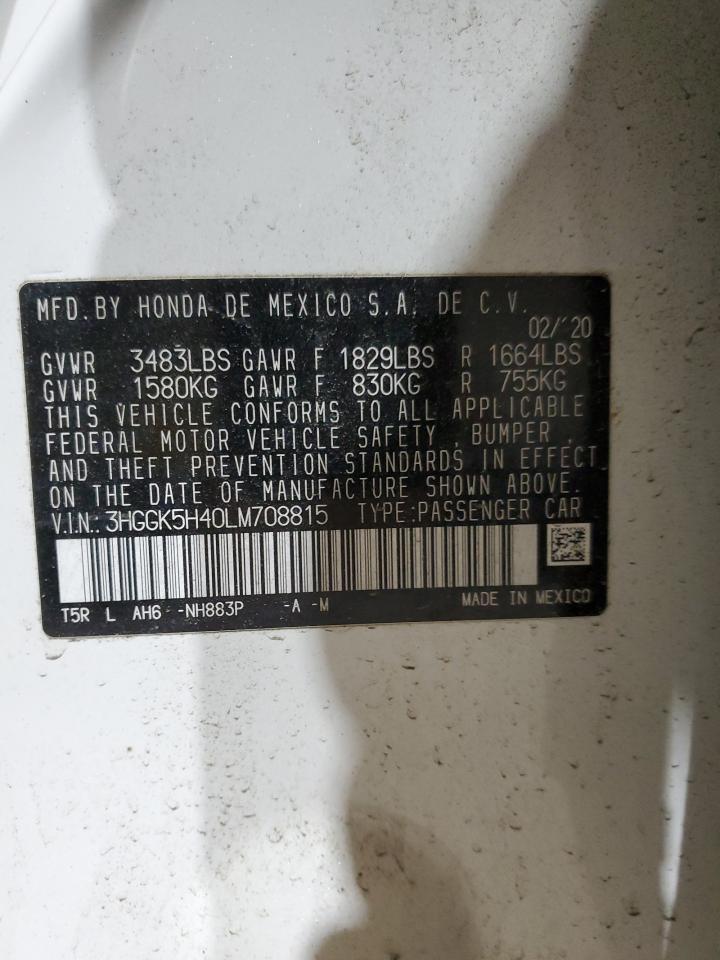 MFD. BY HONDA DE MEXICO S.A. DE C.V.
02/'20
GVWR 3483LBS GAWR F 1829LBS R 1664LBS
GVWR 1580KG GAWR F 830KG R 755KG
THIS VEHICLE CONFORMS TO ALL APPLICABLE
FEDERAL MOTOR VEHICLE SAFETY , BUMPER ,
AND THEFT PREVENTION STANDARDS IN EFFECT
ON THE DATE OF MANUFACTURE SHOWN ABOVE.
V.I.N.: 3HGGK5H40LM708815 TYPE:PASSENGER CAR
T5R L AH6 -NH883P -A -M MADE IN MEXICO